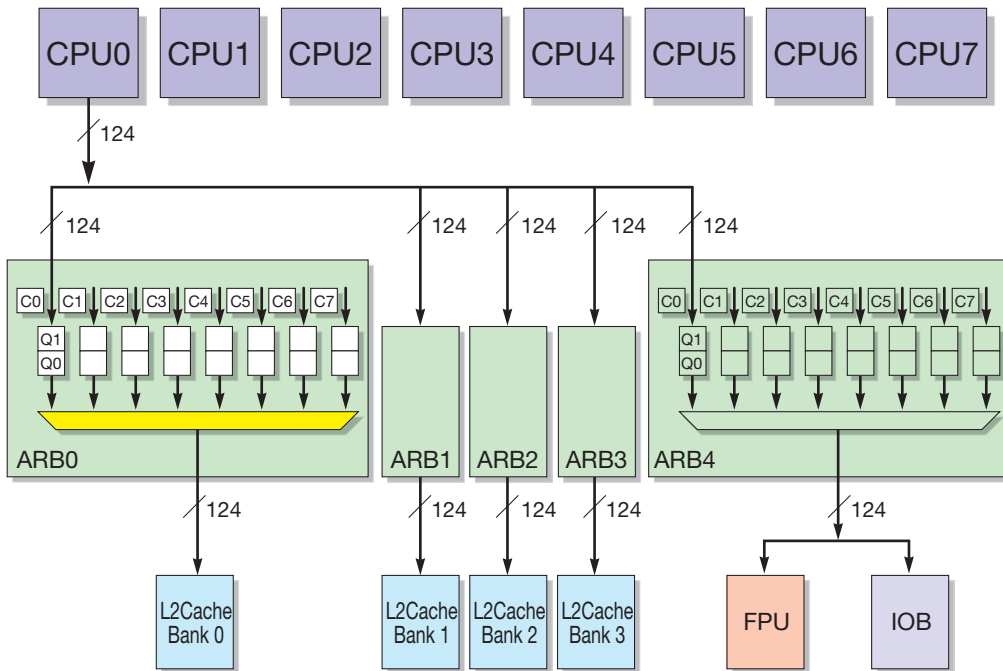 CPU0 CPU1 CPU2 CPU3 CPU4 CPU5 CPU6 CPU7
124
124 124 124 124 124
C0 C1 C2 C3 C4 C5 C6 C7 C0 C1 C2 C3 C4 C5 C6 C7
Q1 Q1
Q0 Q0
ARB0 ARB1 ARB2 ARB3 ARB4
124 124 124 124 124
L2Cache
Bank 0
L2Cache
Bank 1
L2Cache
Bank 2
L2Cache
Bank 3
FPU
IOB